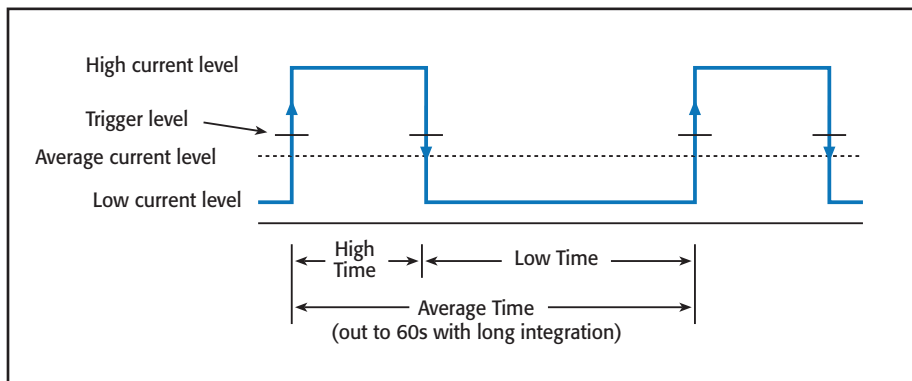 High current level
Trigger level
Average current level
Low current level
High
Time
Low Time
Average Time
(out to 60s with long integration)